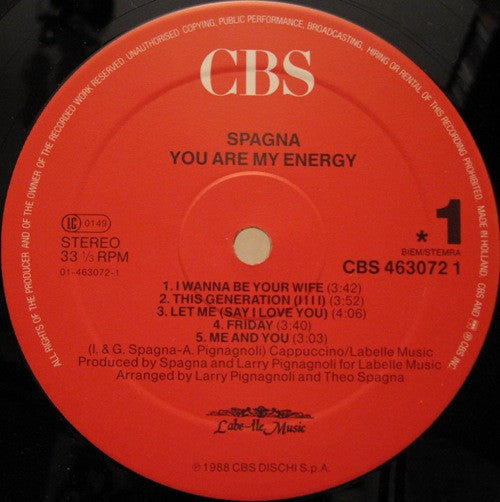 ALL RIGHTS OF THE PRODUCER AND OF THE OWNER OF THE RECORDED WORK RESERVED. UNAUTHORISED COPYING, PUBLIC PERFORMANCE, BROADCASTING, HIRING OR RENTAL OF THIS RECORDING PROHIBITED. MADE IN HOLLAND. CBS AND ® CBS INC.
CBS
SPAGNA
YOU ARE MY ENERGY
LC 0149
STEREO
33 ⅓ RPM
01-463072-1
* 1
BIEM/STEMRA
CBS 463072 1
1. I WANNA BE YOUR WIFE (3:42)
2. THIS GENERATION (I I I I) (3:52)
3. LET ME (SAY I LOVE YOU) (4:06)
4. FRIDAY (3:40)
5. ME AND YOU (3:03)
(I. & G. Spagna-A. Pignagnoli) Cappuccino/Labelle Music
Produced by Spagna and Larry Pignagnoli for Labelle Music
Arranged by Larry Pignagnoli and Theo Spagna
Labe-lle Music
℗ 1988 CBS DISCHI S.p.A.